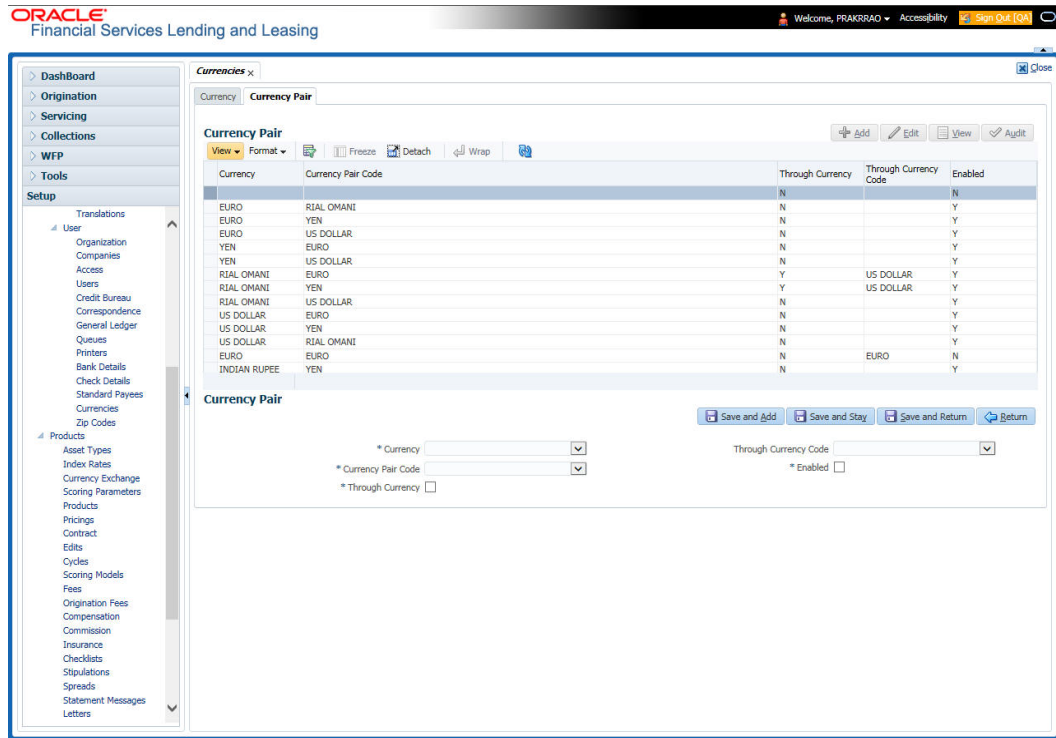 ORACLE
Financial Services Lending and Leasing
Welcome, PRAKRRAO Accessibility Sign Out [QA]
Close
DashBoard
Origination
Servicing
Collections
WFP
Tools
Setup
Translations
User
Organization
Companies
Access
Users
Credit Bureau
Correspondence
General Ledger
Queues
Printers
Bank Details
Check Details
Standard Payees
Currencies
Zip Codes
Products
Asset Types
Index Rates
Currency Exchange
Scoring Parameters
Products
Pricings
Contract
Edits
Cycles
Scoring Models
Fees
Origination Fees
Compensation
Commission
Insurance
Checklists
Stipulations
Spreads
Statement Messages
Letters
Currencies x
Currency Currency Pair
Currency Pair
Add Edit View Audit
View Format Freeze Detach Wrap
Currency Currency Pair Code Through Currency Through Currency Code Enabled
N N
EURO RIAL OMANI N Y
EURO YEN N Y
EURO US DOLLAR N Y
YEN EURO N Y
YEN US DOLLAR N Y
RIAL OMANI EURO Y US DOLLAR Y
RIAL OMANI YEN Y US DOLLAR Y
RIAL OMANI US DOLLAR N Y
US DOLLAR EURO N Y
US DOLLAR YEN N Y
US DOLLAR RIAL OMANI N Y
EURO EURO N EURO N
INDIAN RUPEE YEN N Y
Currency Pair
Save and Add Save and Stay Save and Return Return
* Currency Through Currency Code
* Currency Pair Code * Enabled
* Through Currency